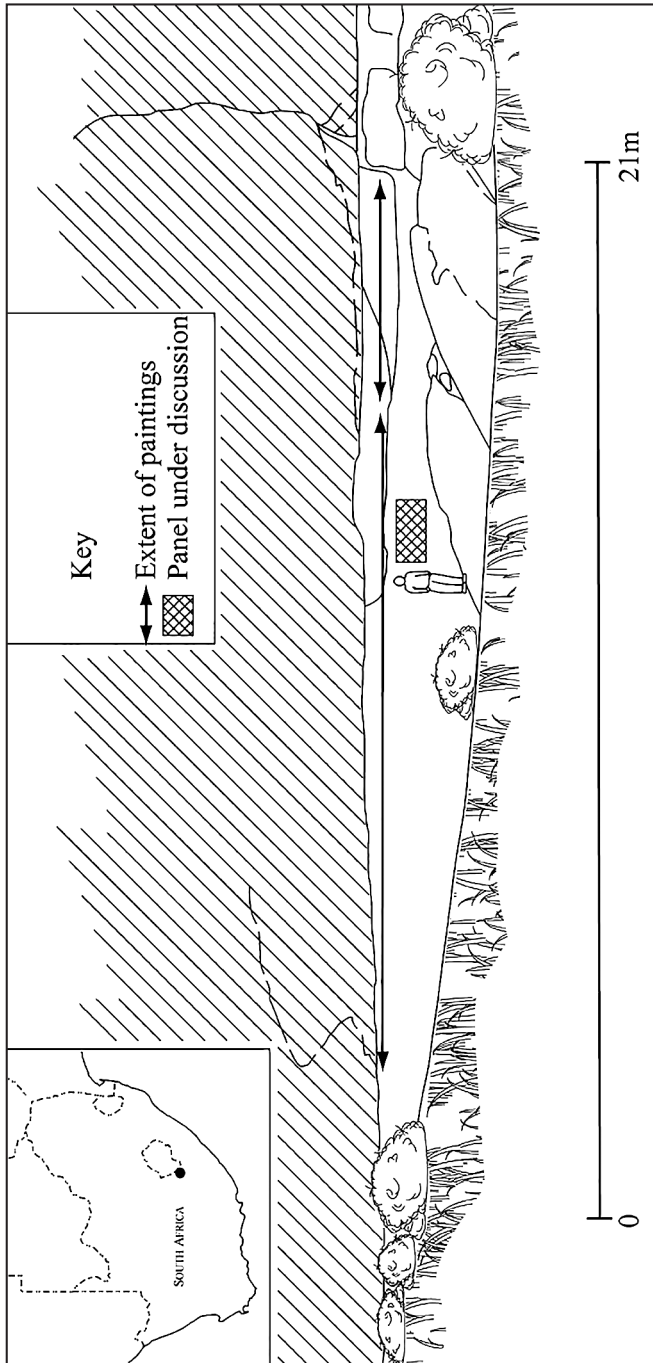 SOUTH AFRICA
Key
Extent of paintings
Panel under discussion
0
21m